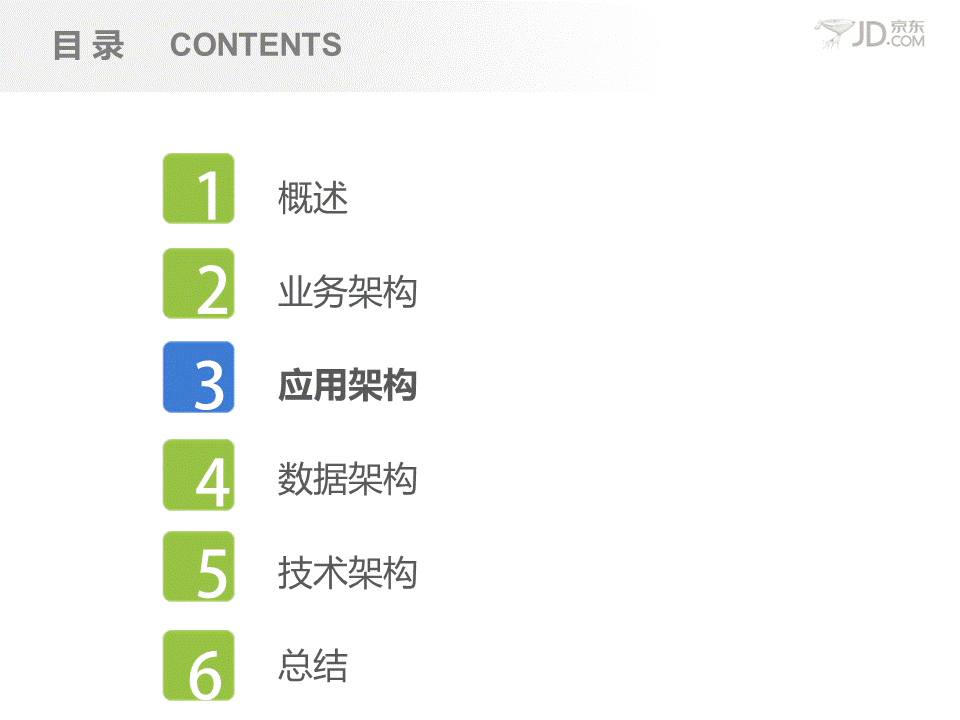 目 录 CONTENTS
JD.COM 京东
1 概述
2 业务架构
3 应用架构
4 数据架构
5 技术架构
6 总结